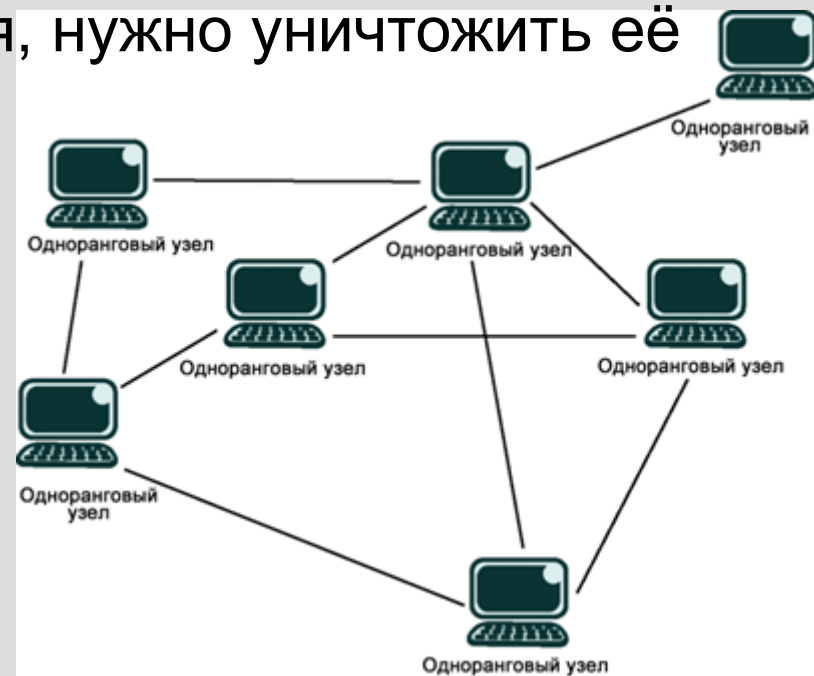 я, нужно уничтожить её
Одноранговый
узел
Одноранговый узел
Одноранговый узел
Одноранговый узел
Одноранговый узел
Одноранговый
узел
Одноранговый узел